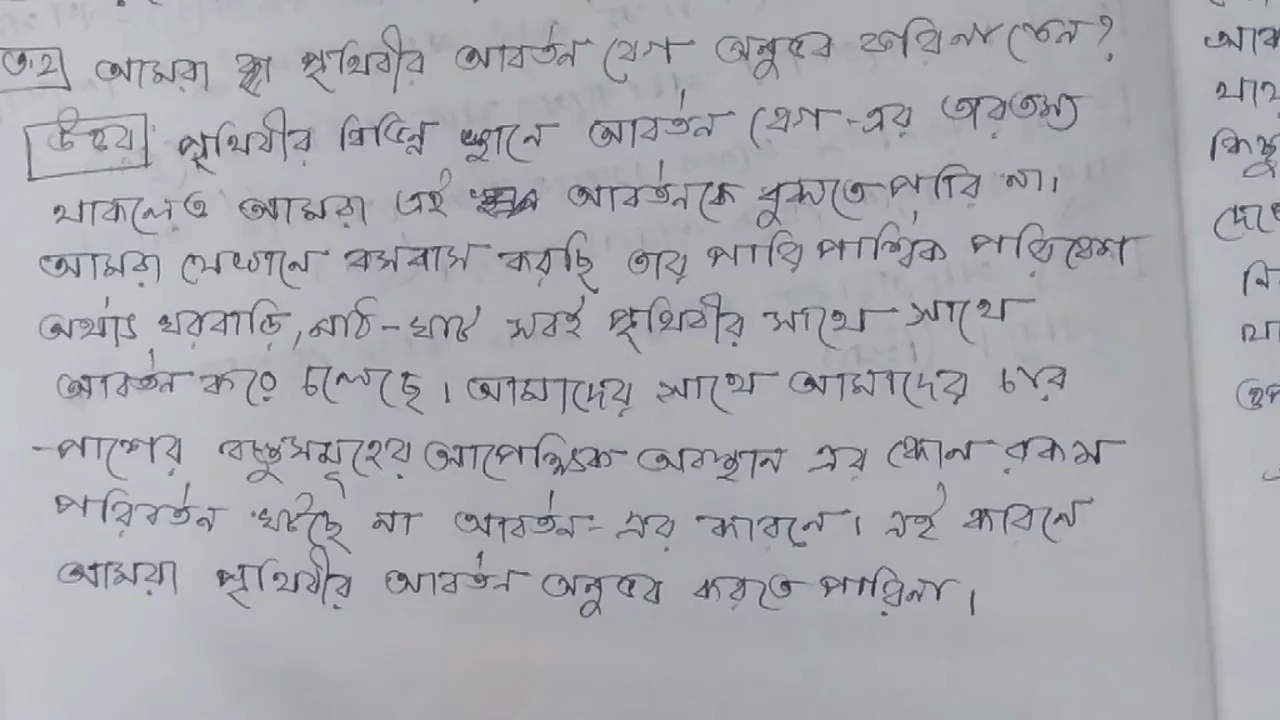 ৩.২ আমরা পৃথিবীর আবর্তন বেগ অনুভব করিনা কেন?
উত্তর পৃথিবীর বিভিন্ন স্থানে আবর্তন বেগ-এর তারতম্য
থাকলেও আমরা এই আবর্তনকে বুঝতে পারি না।
আমরা যেখানে বসবাস করছি তার পারিপার্শ্বিক পরিবেশ
অর্থাৎ ঘরবাড়ি, মাঠ-ঘাট সবই পৃথিবীর সাথে সাথে
আবর্তন করে চলেছে। আমাদের সাথে আমাদের চার
-পাশের বস্তুসমূহের আপেক্ষিক অবস্থান এর কোন রকম
পরিবর্তন ঘটছে না আবর্তন-এর কারনে। এই কারনে
আমরা পৃথিবীর আবর্তন অনুভব করতে পারিনা।